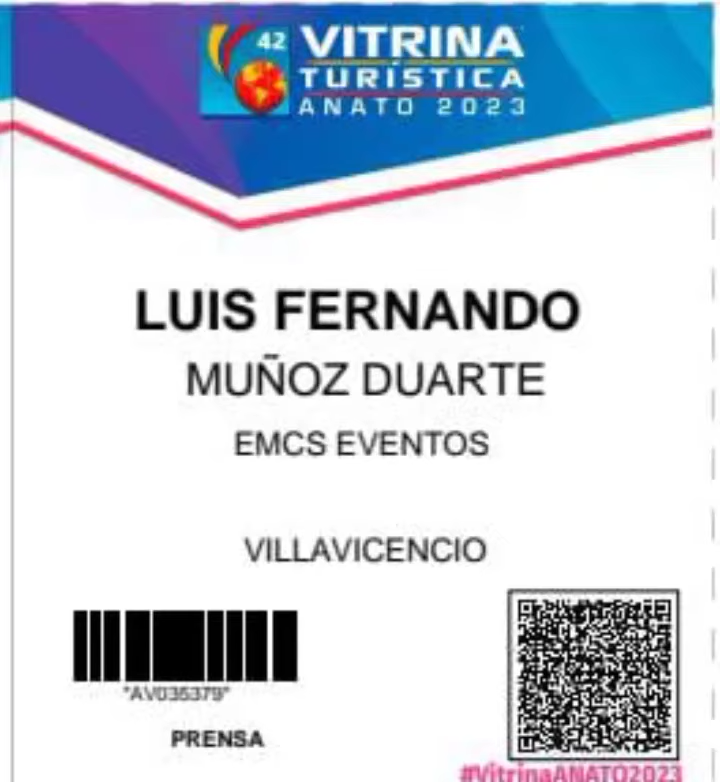 42 VITRINA
TURÍSTICA
ANATO 2023
LUIS FERNANDO
MUÑOZ DUARTE
EMCS EVENTOS
VILLAVICENCIO
"AV035379"
PRENSA
#VitrinaANATO2023